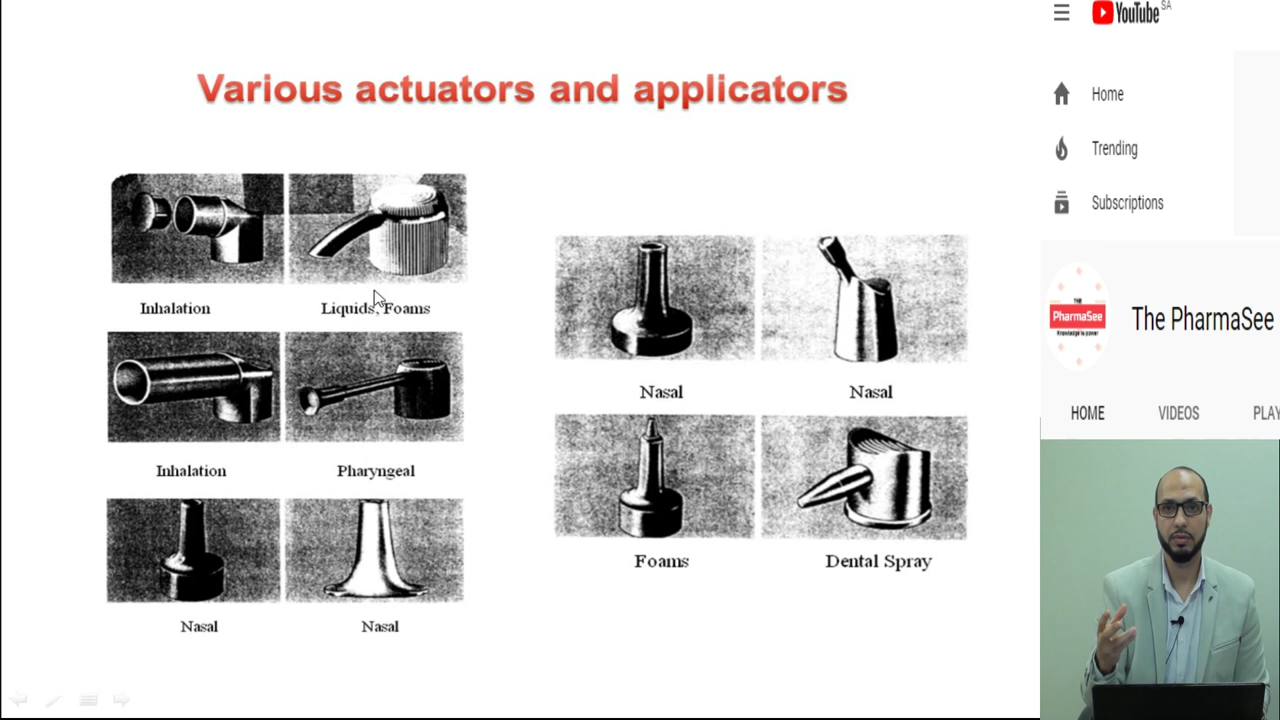 Various actuators and applicators
Inhalation
Liquids, Foams
Inhalation
Pharyngeal
Nasal
Nasal
Nasal
Nasal
Foams
Dental Spray
YouTube SA
Home
Trending
Subscriptions
THE
PharmaSee
Knowledge is power
The PharmaSee
HOME VIDEOS PLAY